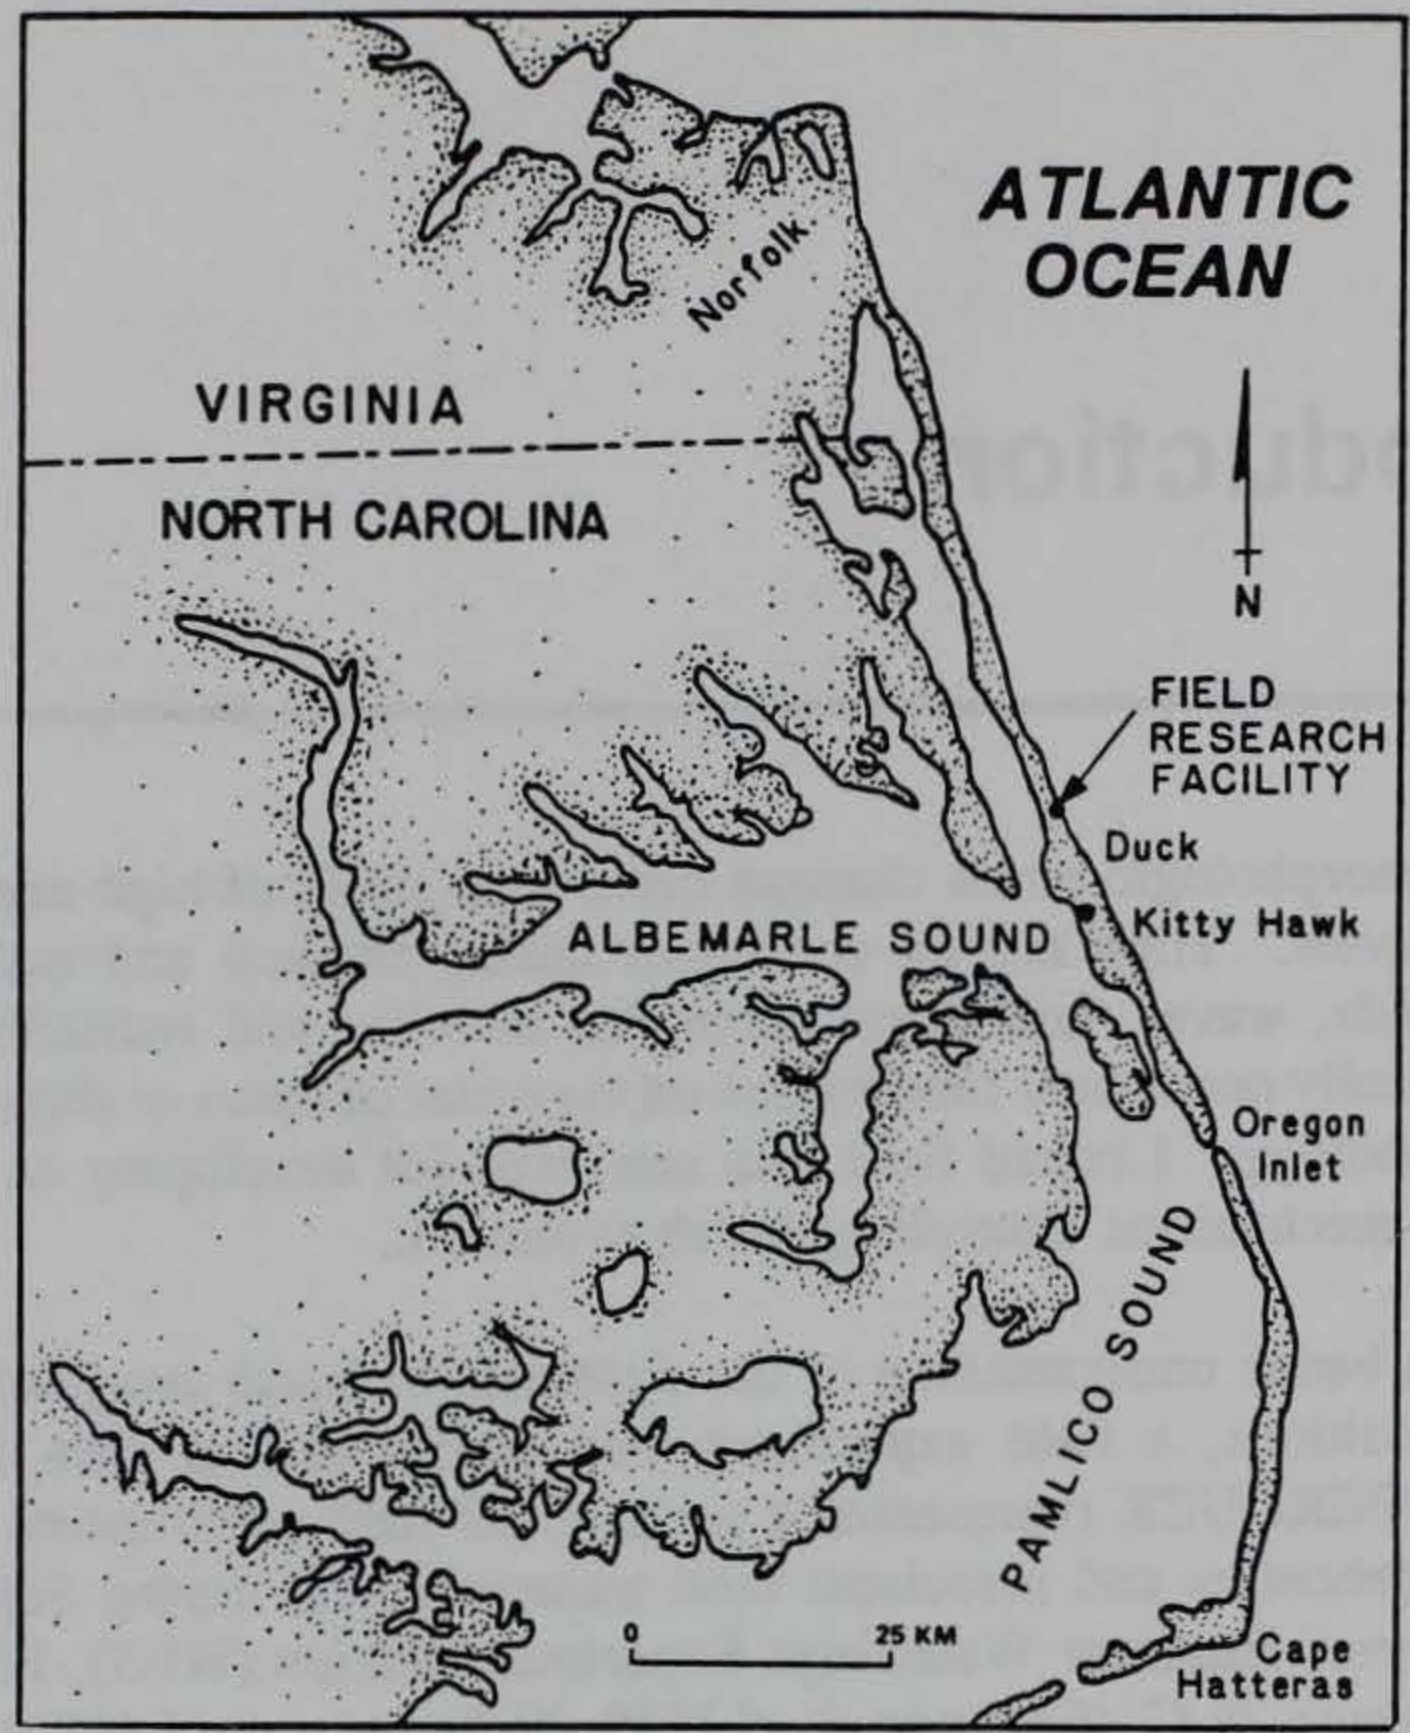 ATLANTIC
OCEAN
Norfolk
VIRGINIA
NORTH CAROLINA
N
FIELD
RESEARCH
FACILITY
Duck
Kitty Hawk
ALBEMARLE SOUND
Oregon
Inlet
PAMLICO SOUND
0 25 KM
Cape
Hatteras